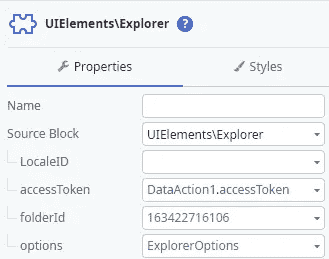 UIElements\Explorer ?
Properties Styles
Name
Source Block UIElements\Explorer
LocaleID
accessToken DataAction1.accessToken
folderId 163422716106
options ExplorerOptions